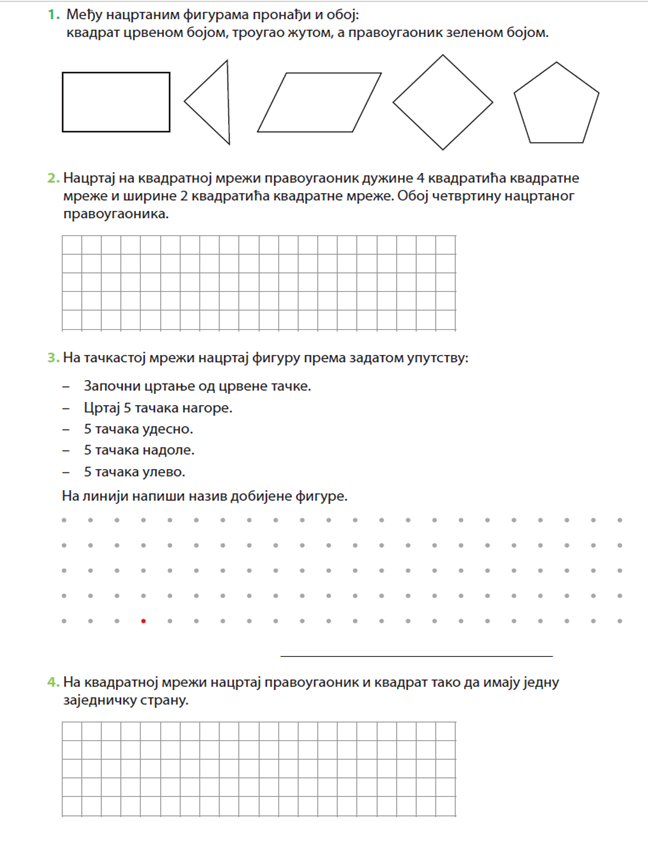 1. Међу нацртаним фигурама пронађи и обој:
квадрат црвеном бојом, троугао жутом, а правоугаоник зеленом бојом.
2. Нацртај на квадратној мрежи правоугаоник дужине 4 квадратића квадратне
мреже и ширине 2 квадратића квадратне мреже. Обој четвртину нацртаног
правоугаоника.
3. На тачкастој мрежи нацртај фигуру према задатом упутству:
– Започни цртање од црвене тачке.
– Цртај 5 тачака нагоре.
– 5 тачака удесно.
– 5 тачака надоле.
– 5 тачака улево.
На линији напиши назив добијене фигуре.
4. На квадратној мрежи нацртај правоугаоник и квадрат тако да имају једну
заједничку страну.